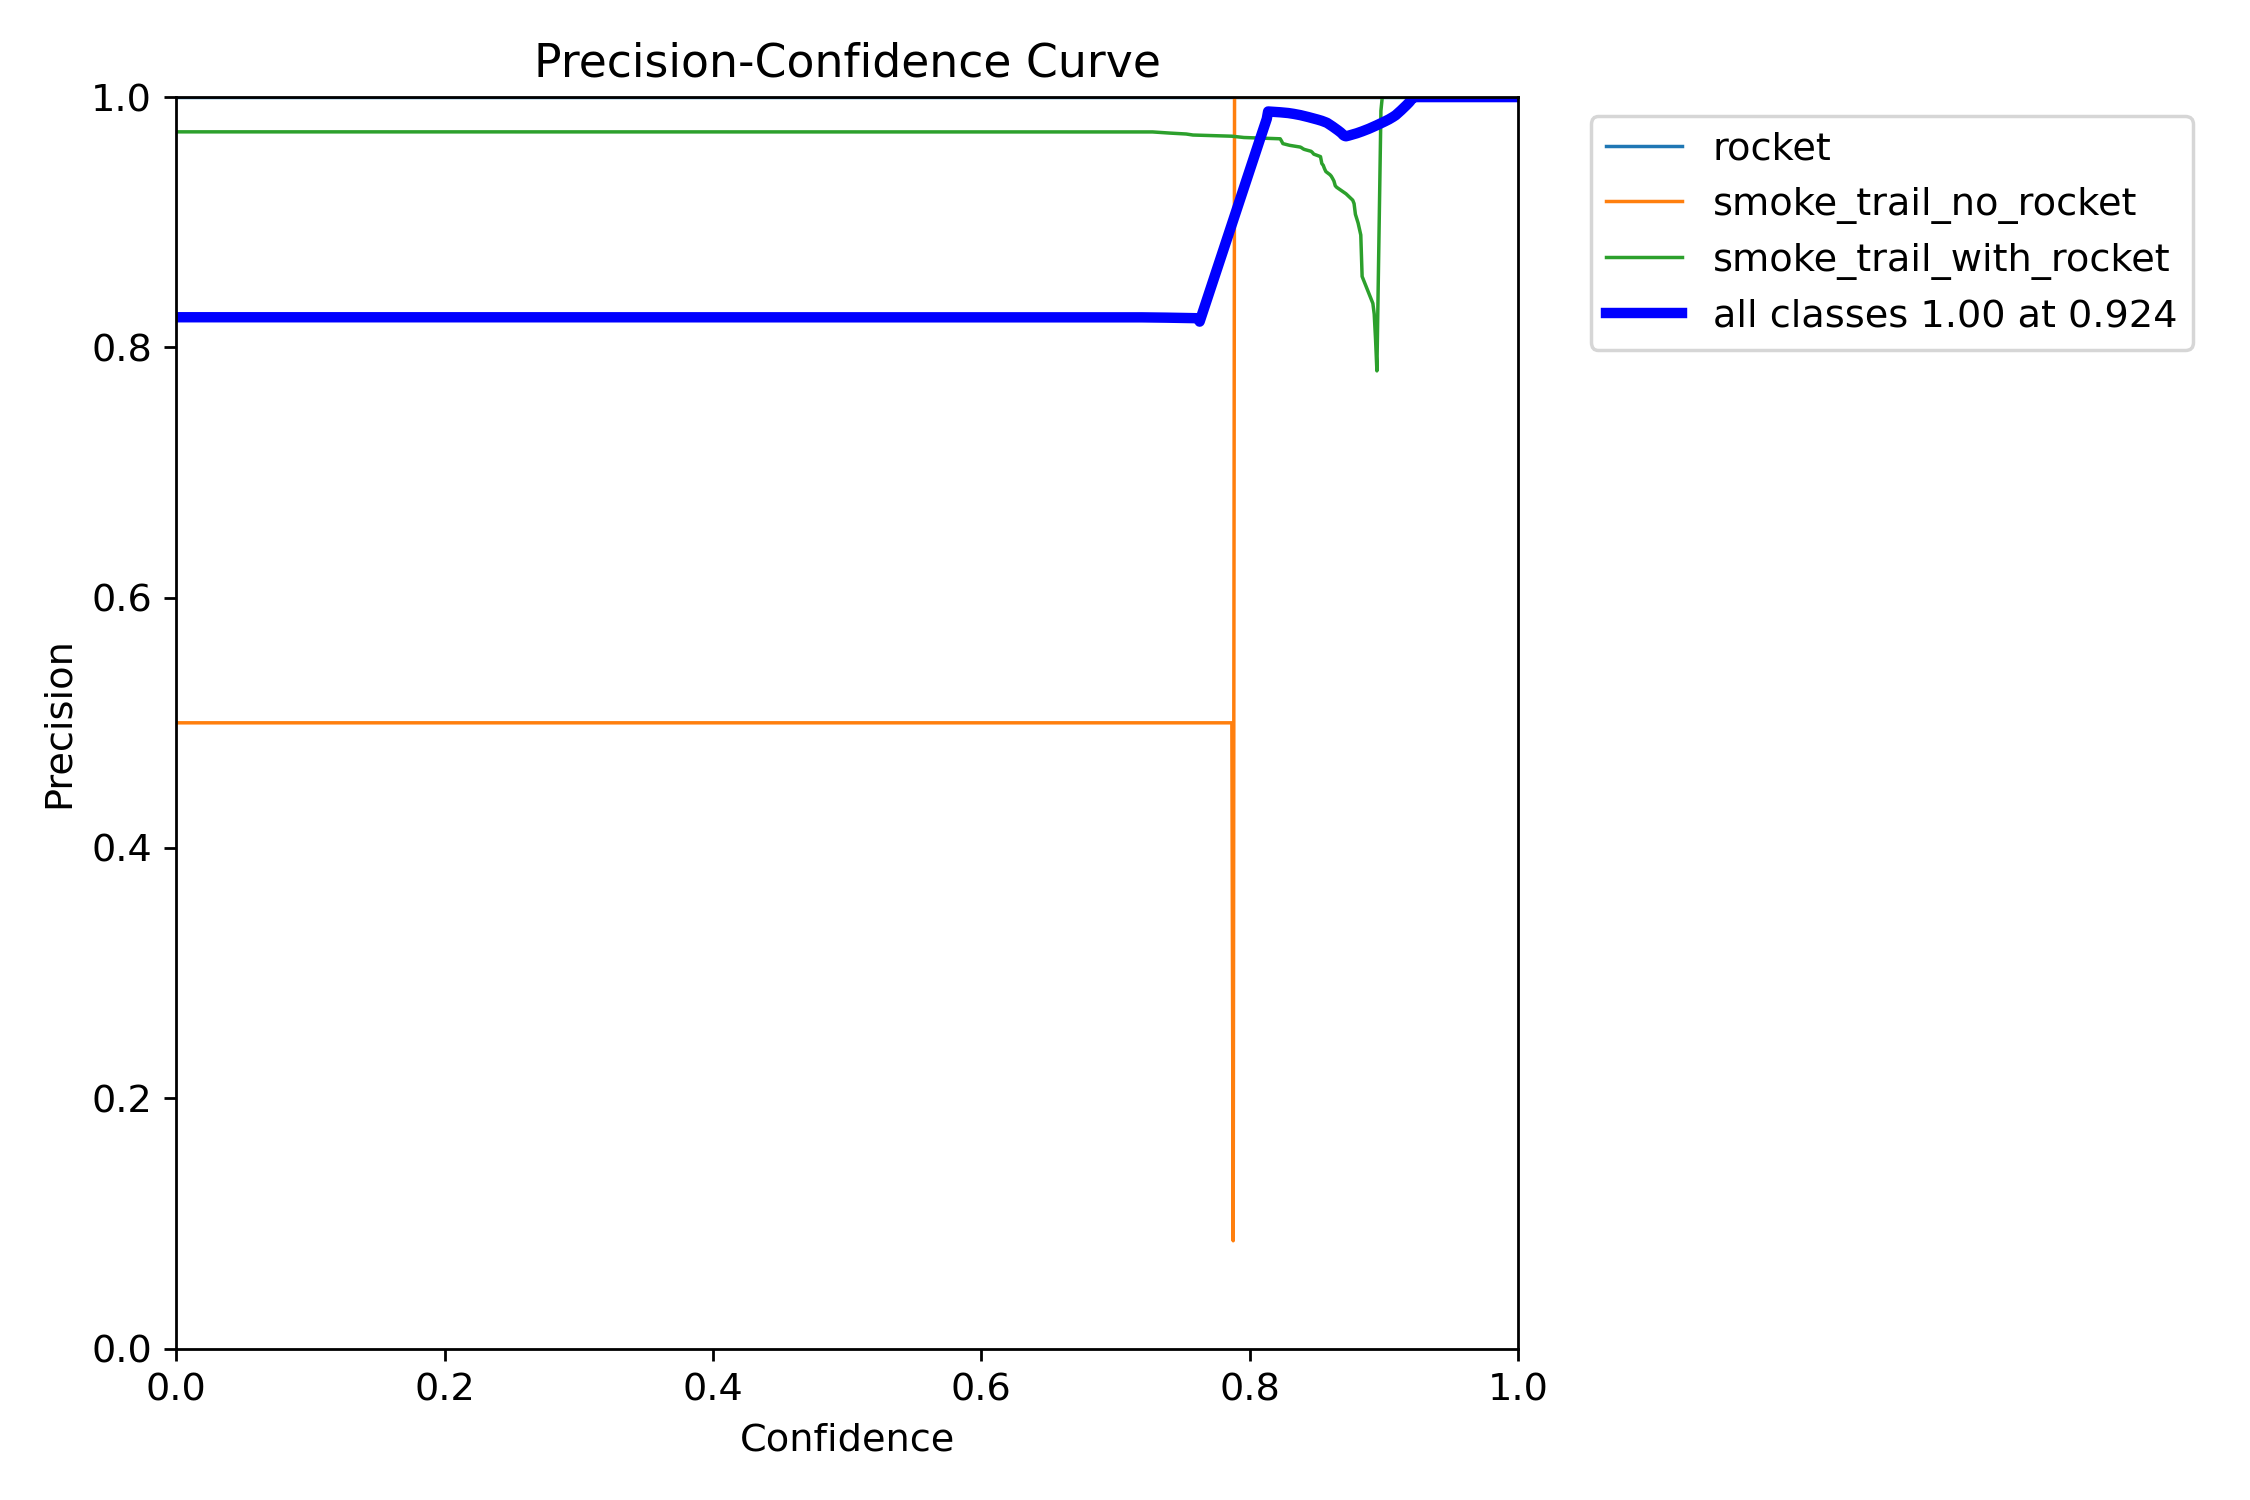 Precision-Confidence Curve
1.0
0.8
0.6
0.4
0.2
0.0
Precision
0.0 0.2 0.4 0.6 0.8 1.0
Confidence
rocket
smoke_trail_no_rocket
smoke_trail_with_rocket
all classes 1.00 at 0.924